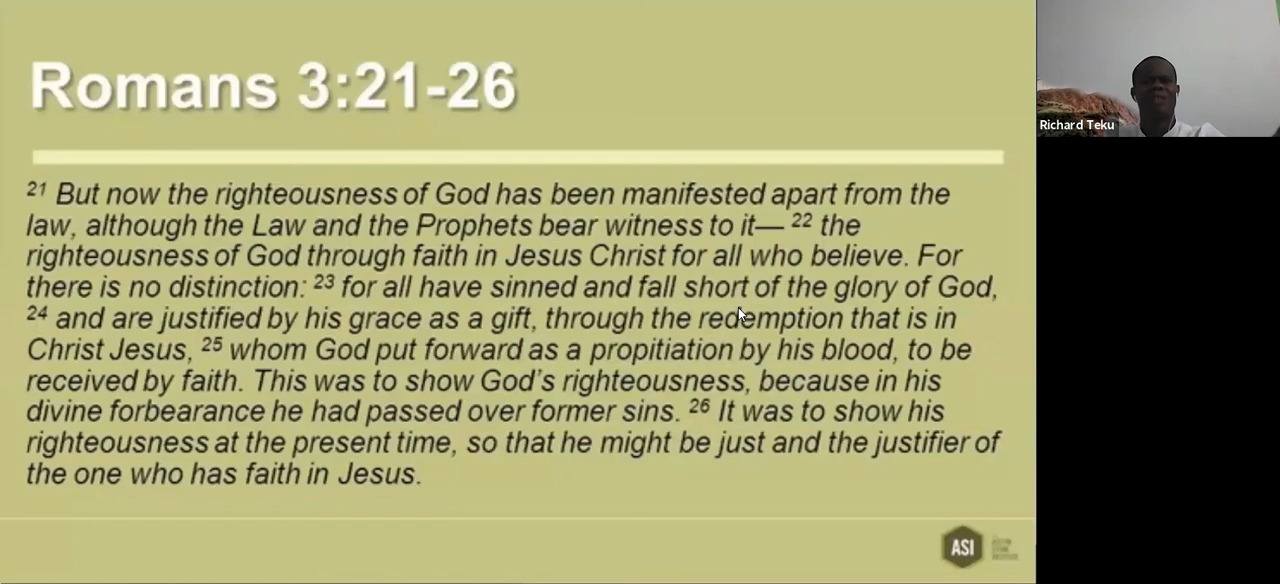 Romans 3:21-26
21 But now the righteousness of God has been manifested apart from the
law, although the Law and the Prophets bear witness to it— 22 the
righteousness of God through faith in Jesus Christ for all who believe. For
there is no distinction: 23 for all have sinned and fall short of the glory of God,
24 and are justified by his grace as a gift, through the redemption that is in
Christ Jesus, 25 whom God put forward as a propitiation by his blood, to be
received by faith. This was to show God's righteousness, because in his
divine forbearance he had passed over former sins. 26 It was to show his
righteousness at the present time, so that he might be just and the justifier of
the one who has faith in Jesus.
ASI
Richard Teku